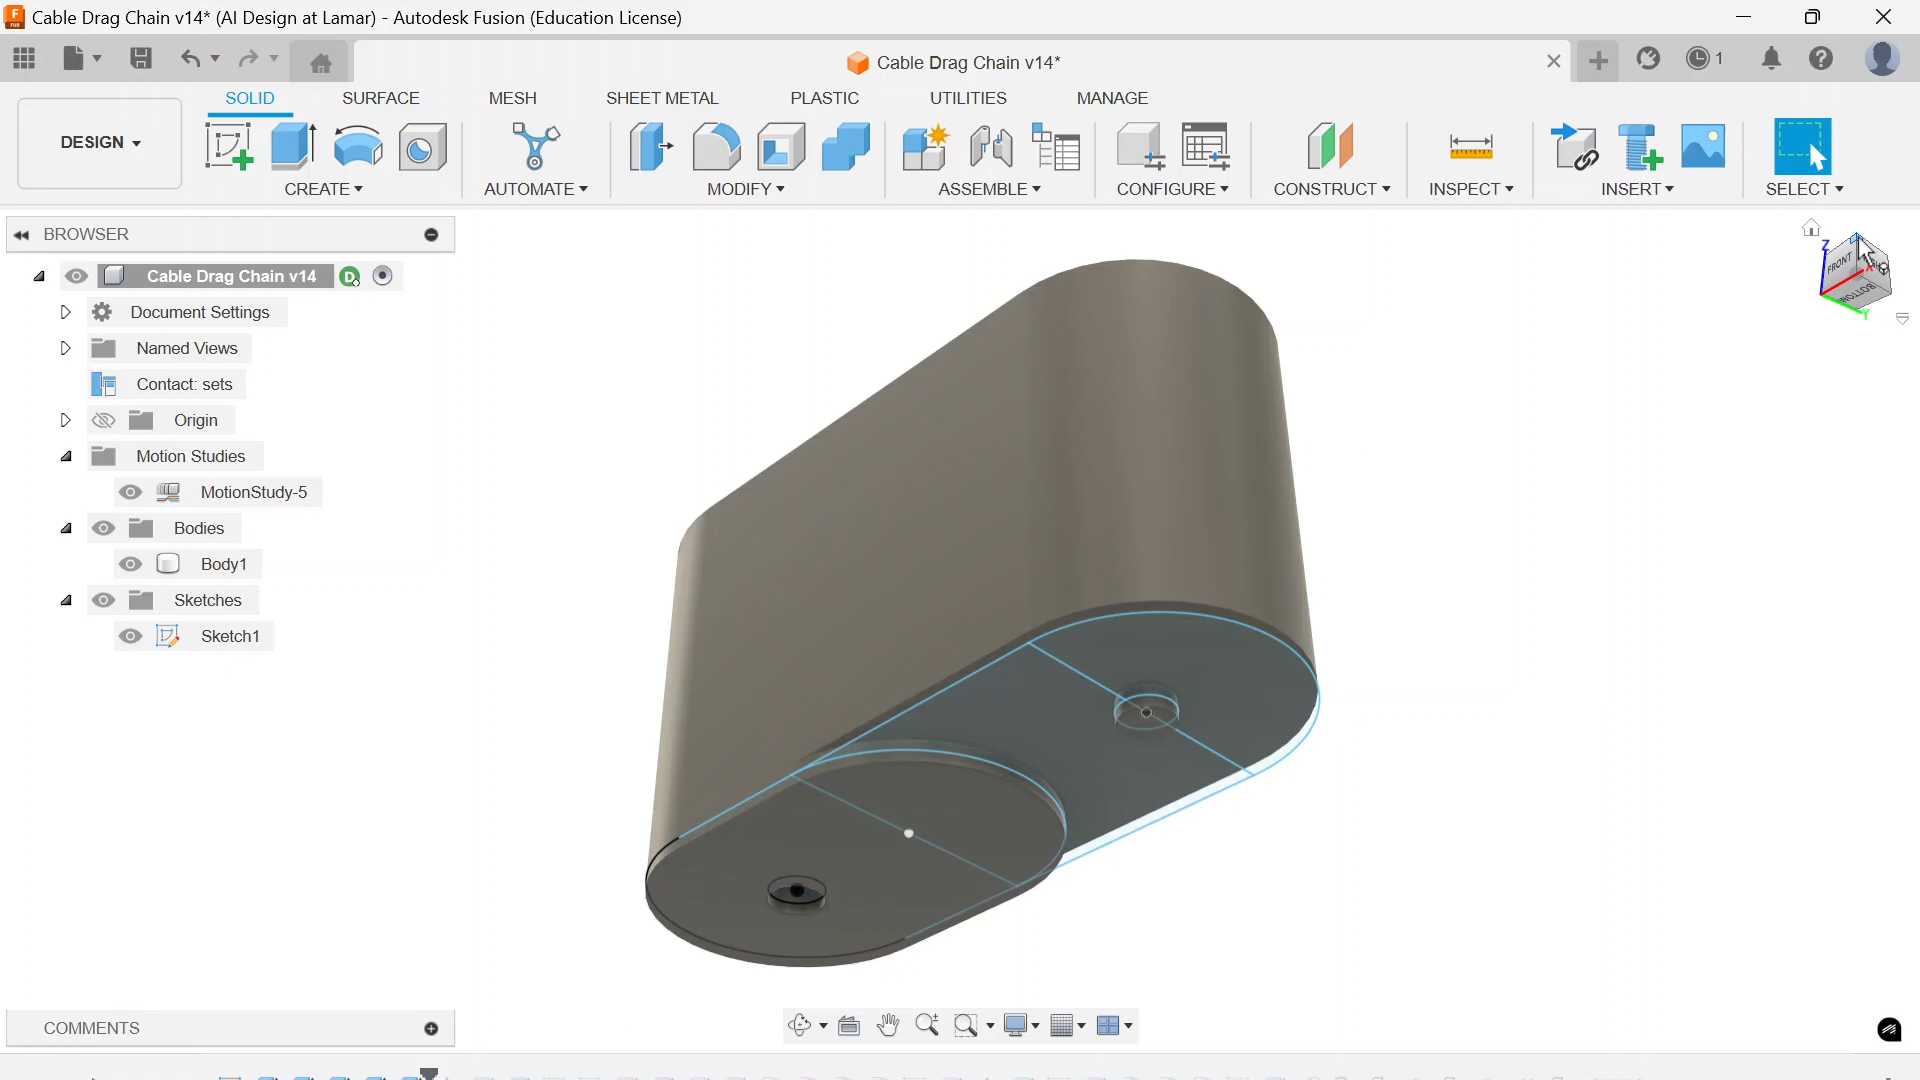 Cable Drag Chain v14* (AI Design at Lamar) - Autodesk Fusion (Education License)
Cable Drag Chain v14*
1
DESIGN
SOLID SURFACE MESH SHEET METAL PLASTIC UTILITIES MANAGE
CREATE AUTOMATE MODIFY ASSEMBLE CONFIGURE CONSTRUCT INSPECT INSERT SELECT
BROWSER
Cable Drag Chain v14
Document Settings
Named Views
Contact: sets
Origin
Motion Studies
MotionStudy-5
Bodies
Body1
Sketches
Sketch1
Z
FRONT
X
BOTTOM
Y
COMMENTS